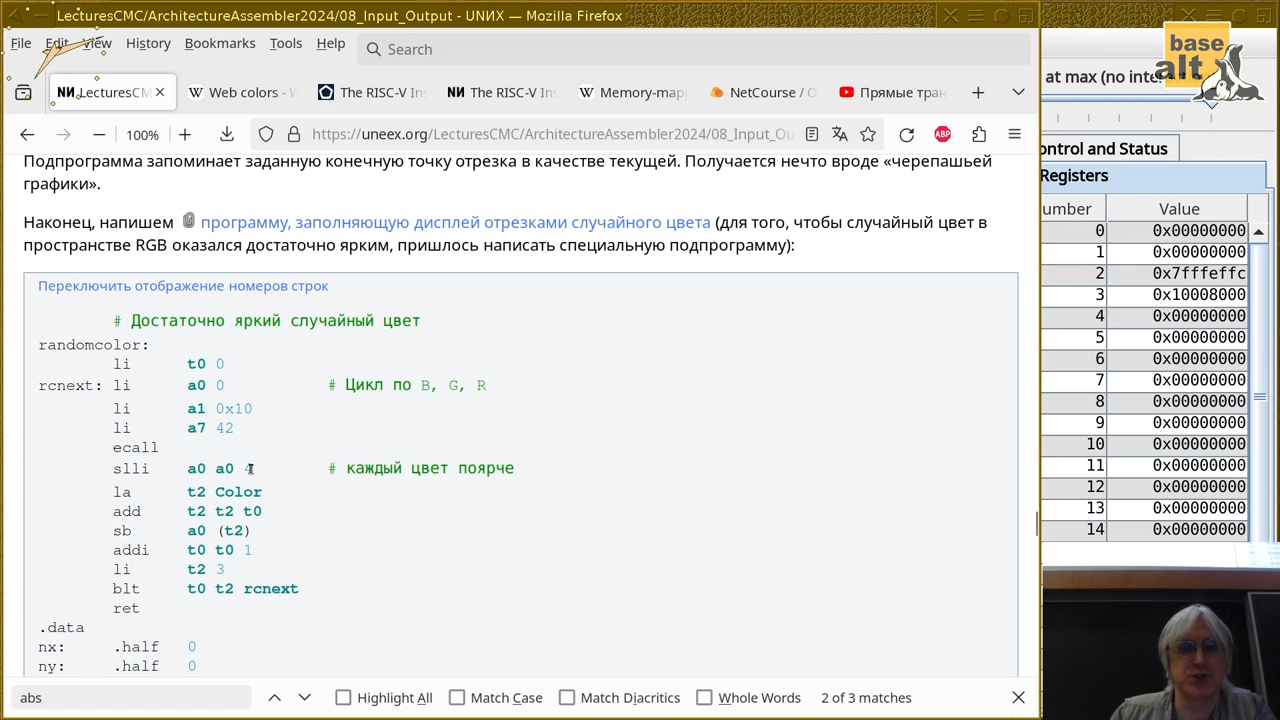 LecturesCMC/ArchitectureAssembler2024/08_Input_Output - UNИX — Mozilla Firefox
File Edit View History Bookmarks Tools Help
Search
base
alt
at max (no
LecturesCM
Web colors - W
The RISC-V Ins
The RISC-V Ins
Memory-map
NetCourse / O
Прямые тран
100%
https://uneex.org/LecturesCMC/ArchitectureAssembler2024/08_Input_Ou
ABP
Подпрограмма запоминает заданную конечную точку отрезка в качестве текущей. Получается нечто вроде «черепашьей
графики».
Наконец, напишем программу, заполняющую дисплей отрезками случайного цвета (для того, чтобы случайный цвет в
пространстве RGB оказался достаточно ярким, пришлось написать специальную подпрограмму):
Переключить отображение номеров строк
# Достаточно яркий случайный цвет
randomcolor:
li t0 0
rcnext: li a0 0 # Цикл по B, G, R
li a1 0x10
li a7 42
ecall
slli a0 a0 4 # каждый цвет поярче
la t2 Color
add t2 t2 t0
sb a0 (t2)
addi t0 t0 1
li t2 3
blt t0 t2 rcnext
ret
.data
nx: .half 0
ny: .half 0
abs
Highlight All
Match Case
Match Diacritics
Whole Words
2 of 3 matches
ontrol and Status
Registers
umber Value
0 0x00000000
1 0x00000000
2 0x7fffeffc
3 0x10008000
4 0x00000000
5 0x00000000
6 0x00000000
7 0x00000000
8 0x00000000
9 0x00000000
10 0x00000000
11 0x00000000
12 0x00000000
13 0x00000000
14 0x00000000